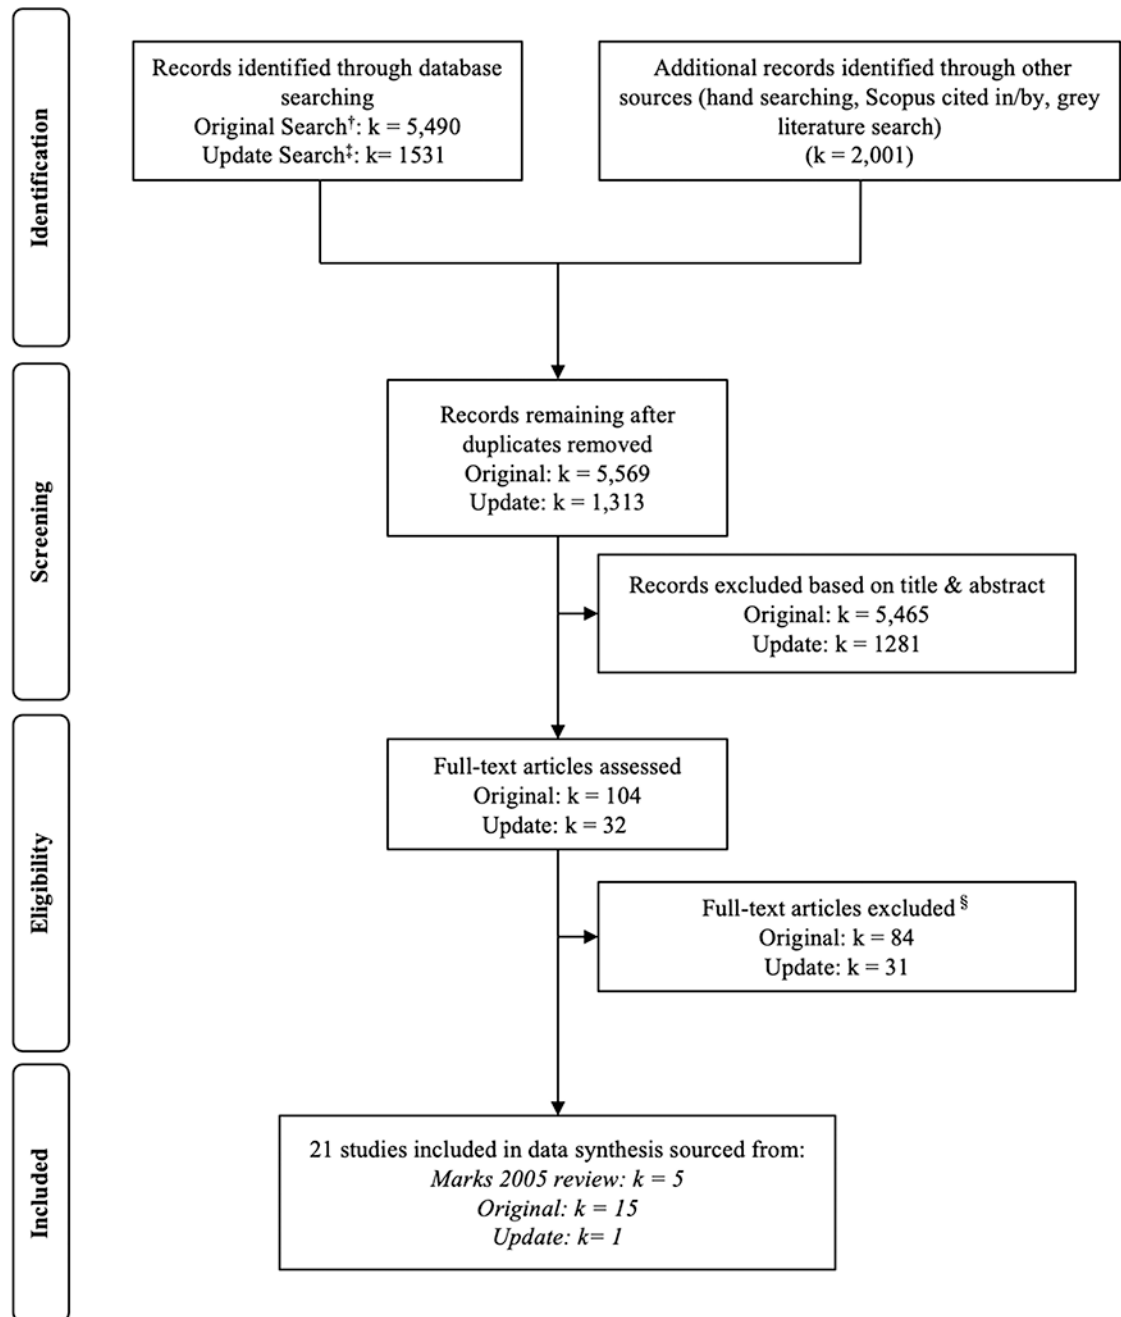 Identification
Records identified through database
searching
Original Search†: k = 5,490
Update Search‡: k= 1531
Additional records identified through other
sources (hand searching, Scopus cited in/by, grey
literature search)
(k = 2,001)
Screening
Records remaining after
duplicates removed
Original: k = 5,569
Update: k = 1,313
Records excluded based on title & abstract
Original: k = 5,465
Update: k = 1281
Eligibility
Full-text articles assessed
Original: k = 104
Update: k = 32
Full-text articles excluded §
Original: k = 84
Update: k = 31
Included
21 studies included in data synthesis sourced from:
Marks 2005 review: k = 5
Original: k = 15
Update: k= 1